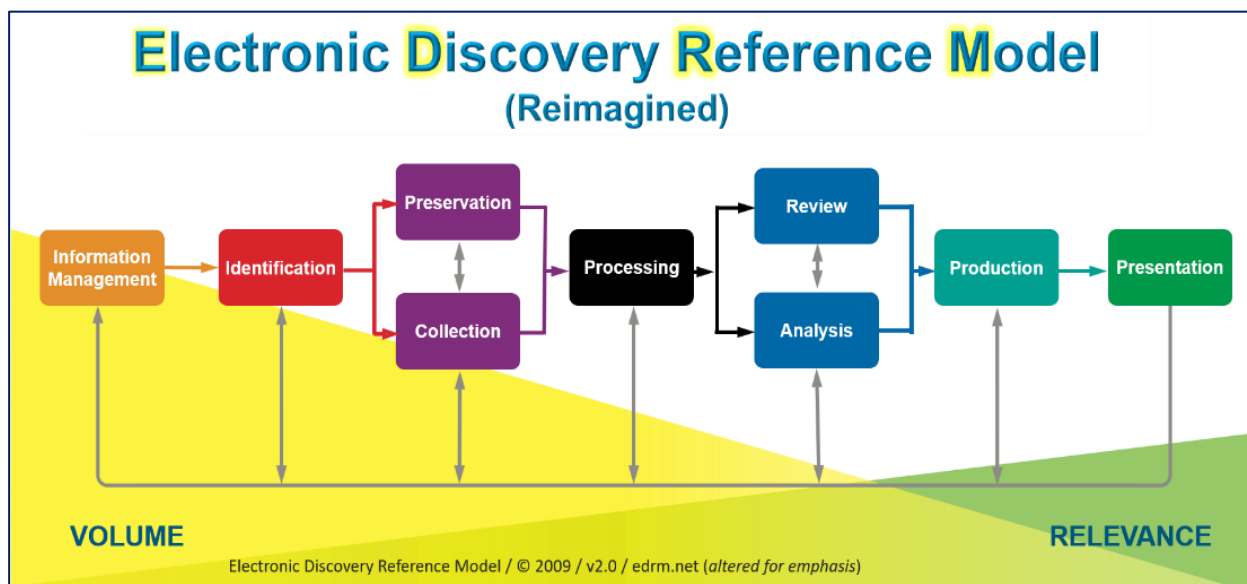 Electronic Discovery Reference Model
(Reimagined)
Information
Management
Identification
Preservation
Collection
Processing
Review
Analysis
Production
Presentation
VOLUME
RELEVANCE
Electronic Discovery Reference Model / © 2009 / v2.0 / edrm.net (altered for emphasis)